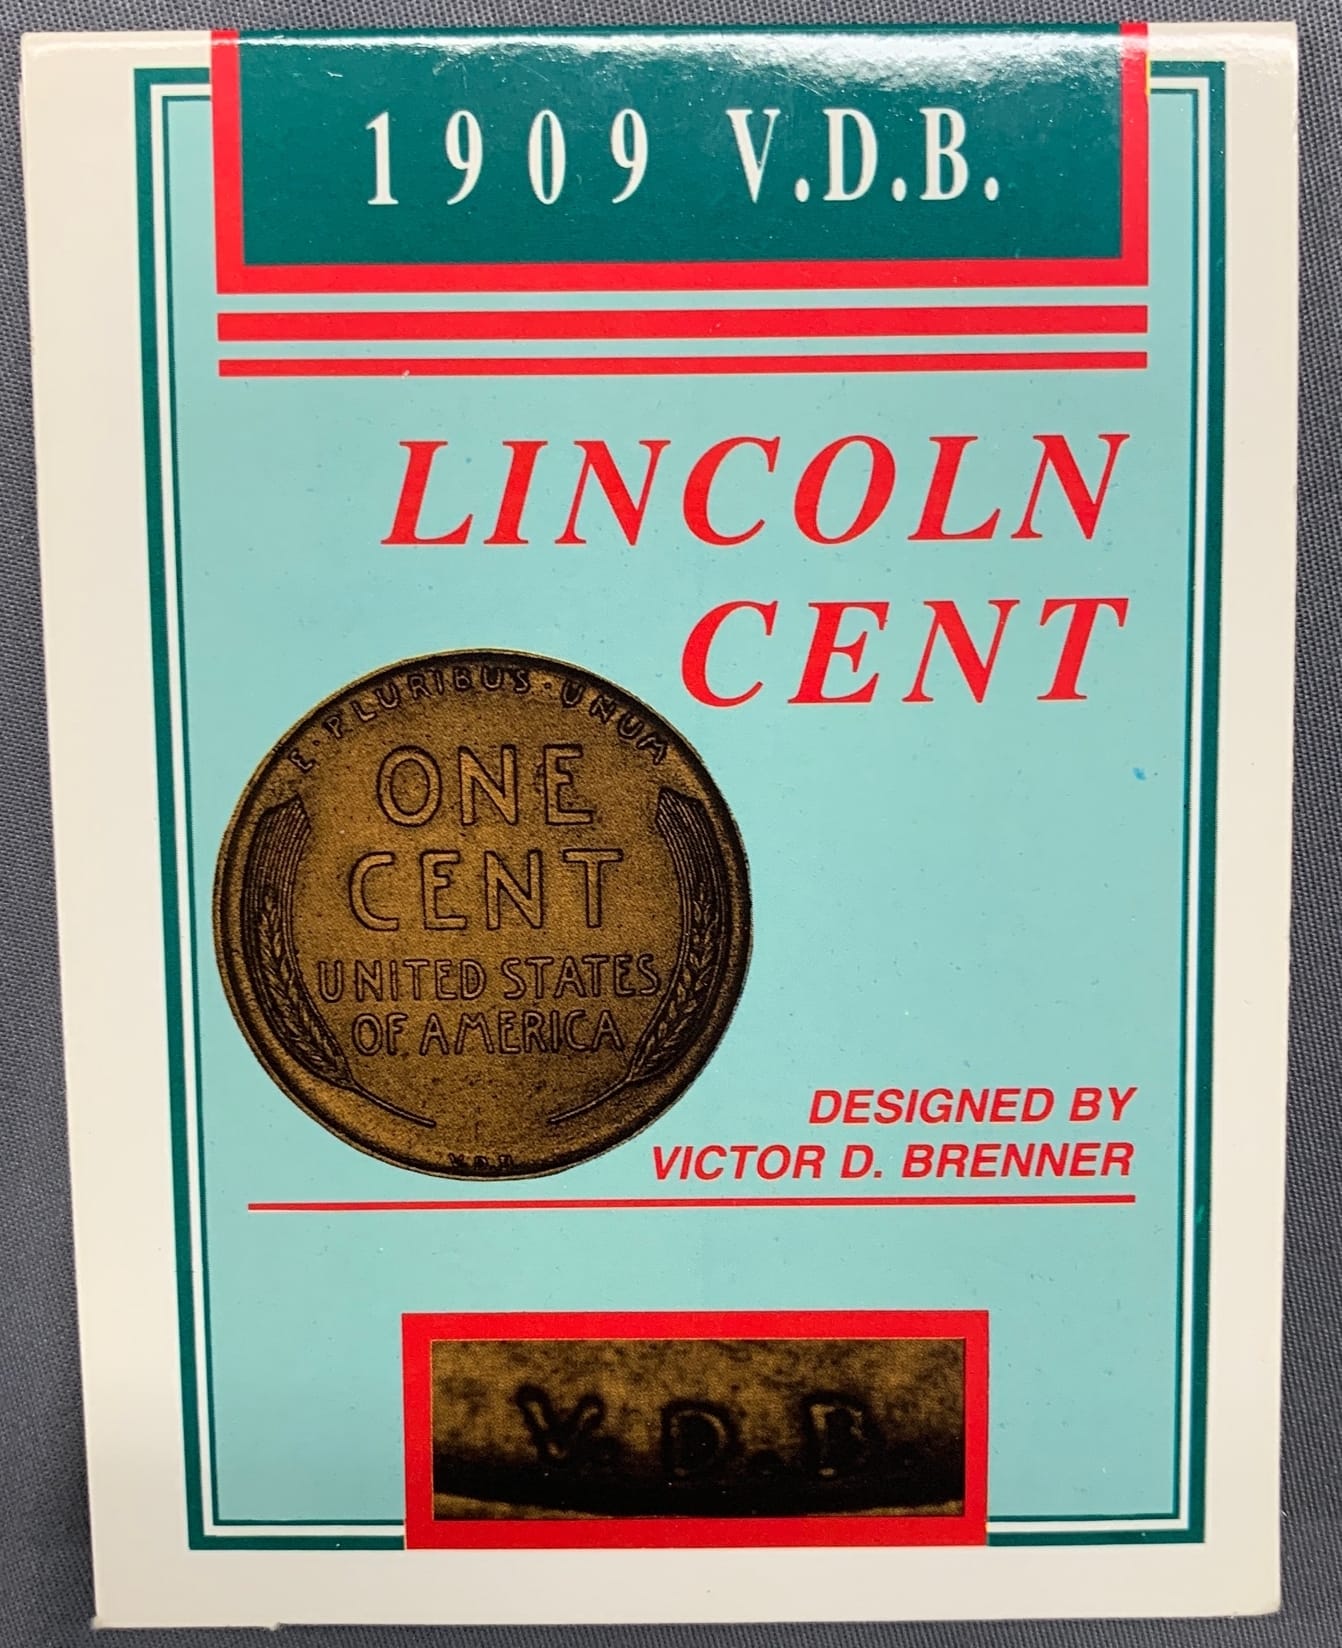 1909 V.D.B.
LINCOLN
CENT
E · PLURIBUS · UNUM
ONE
CENT
UNITED STATES
OF AMERICA
V.D.B.
DESIGNED BY
VICTOR D. BRENNER
V.D.B.